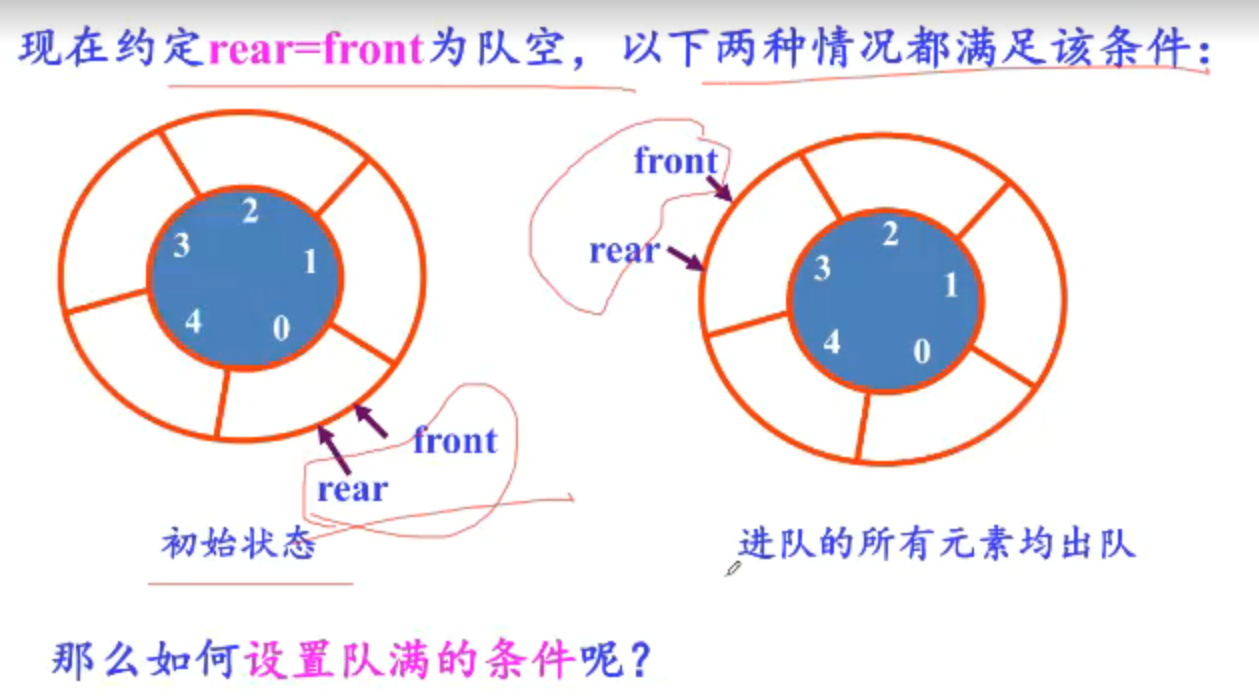 现在约定rear=front为队空，以下两种情况都满足该条件：
2
3
1
4
0
front
rear
初始状态
front
rear
2
3
1
4
0
进队的所有元素均出队
那么如何设置队满的条件呢？